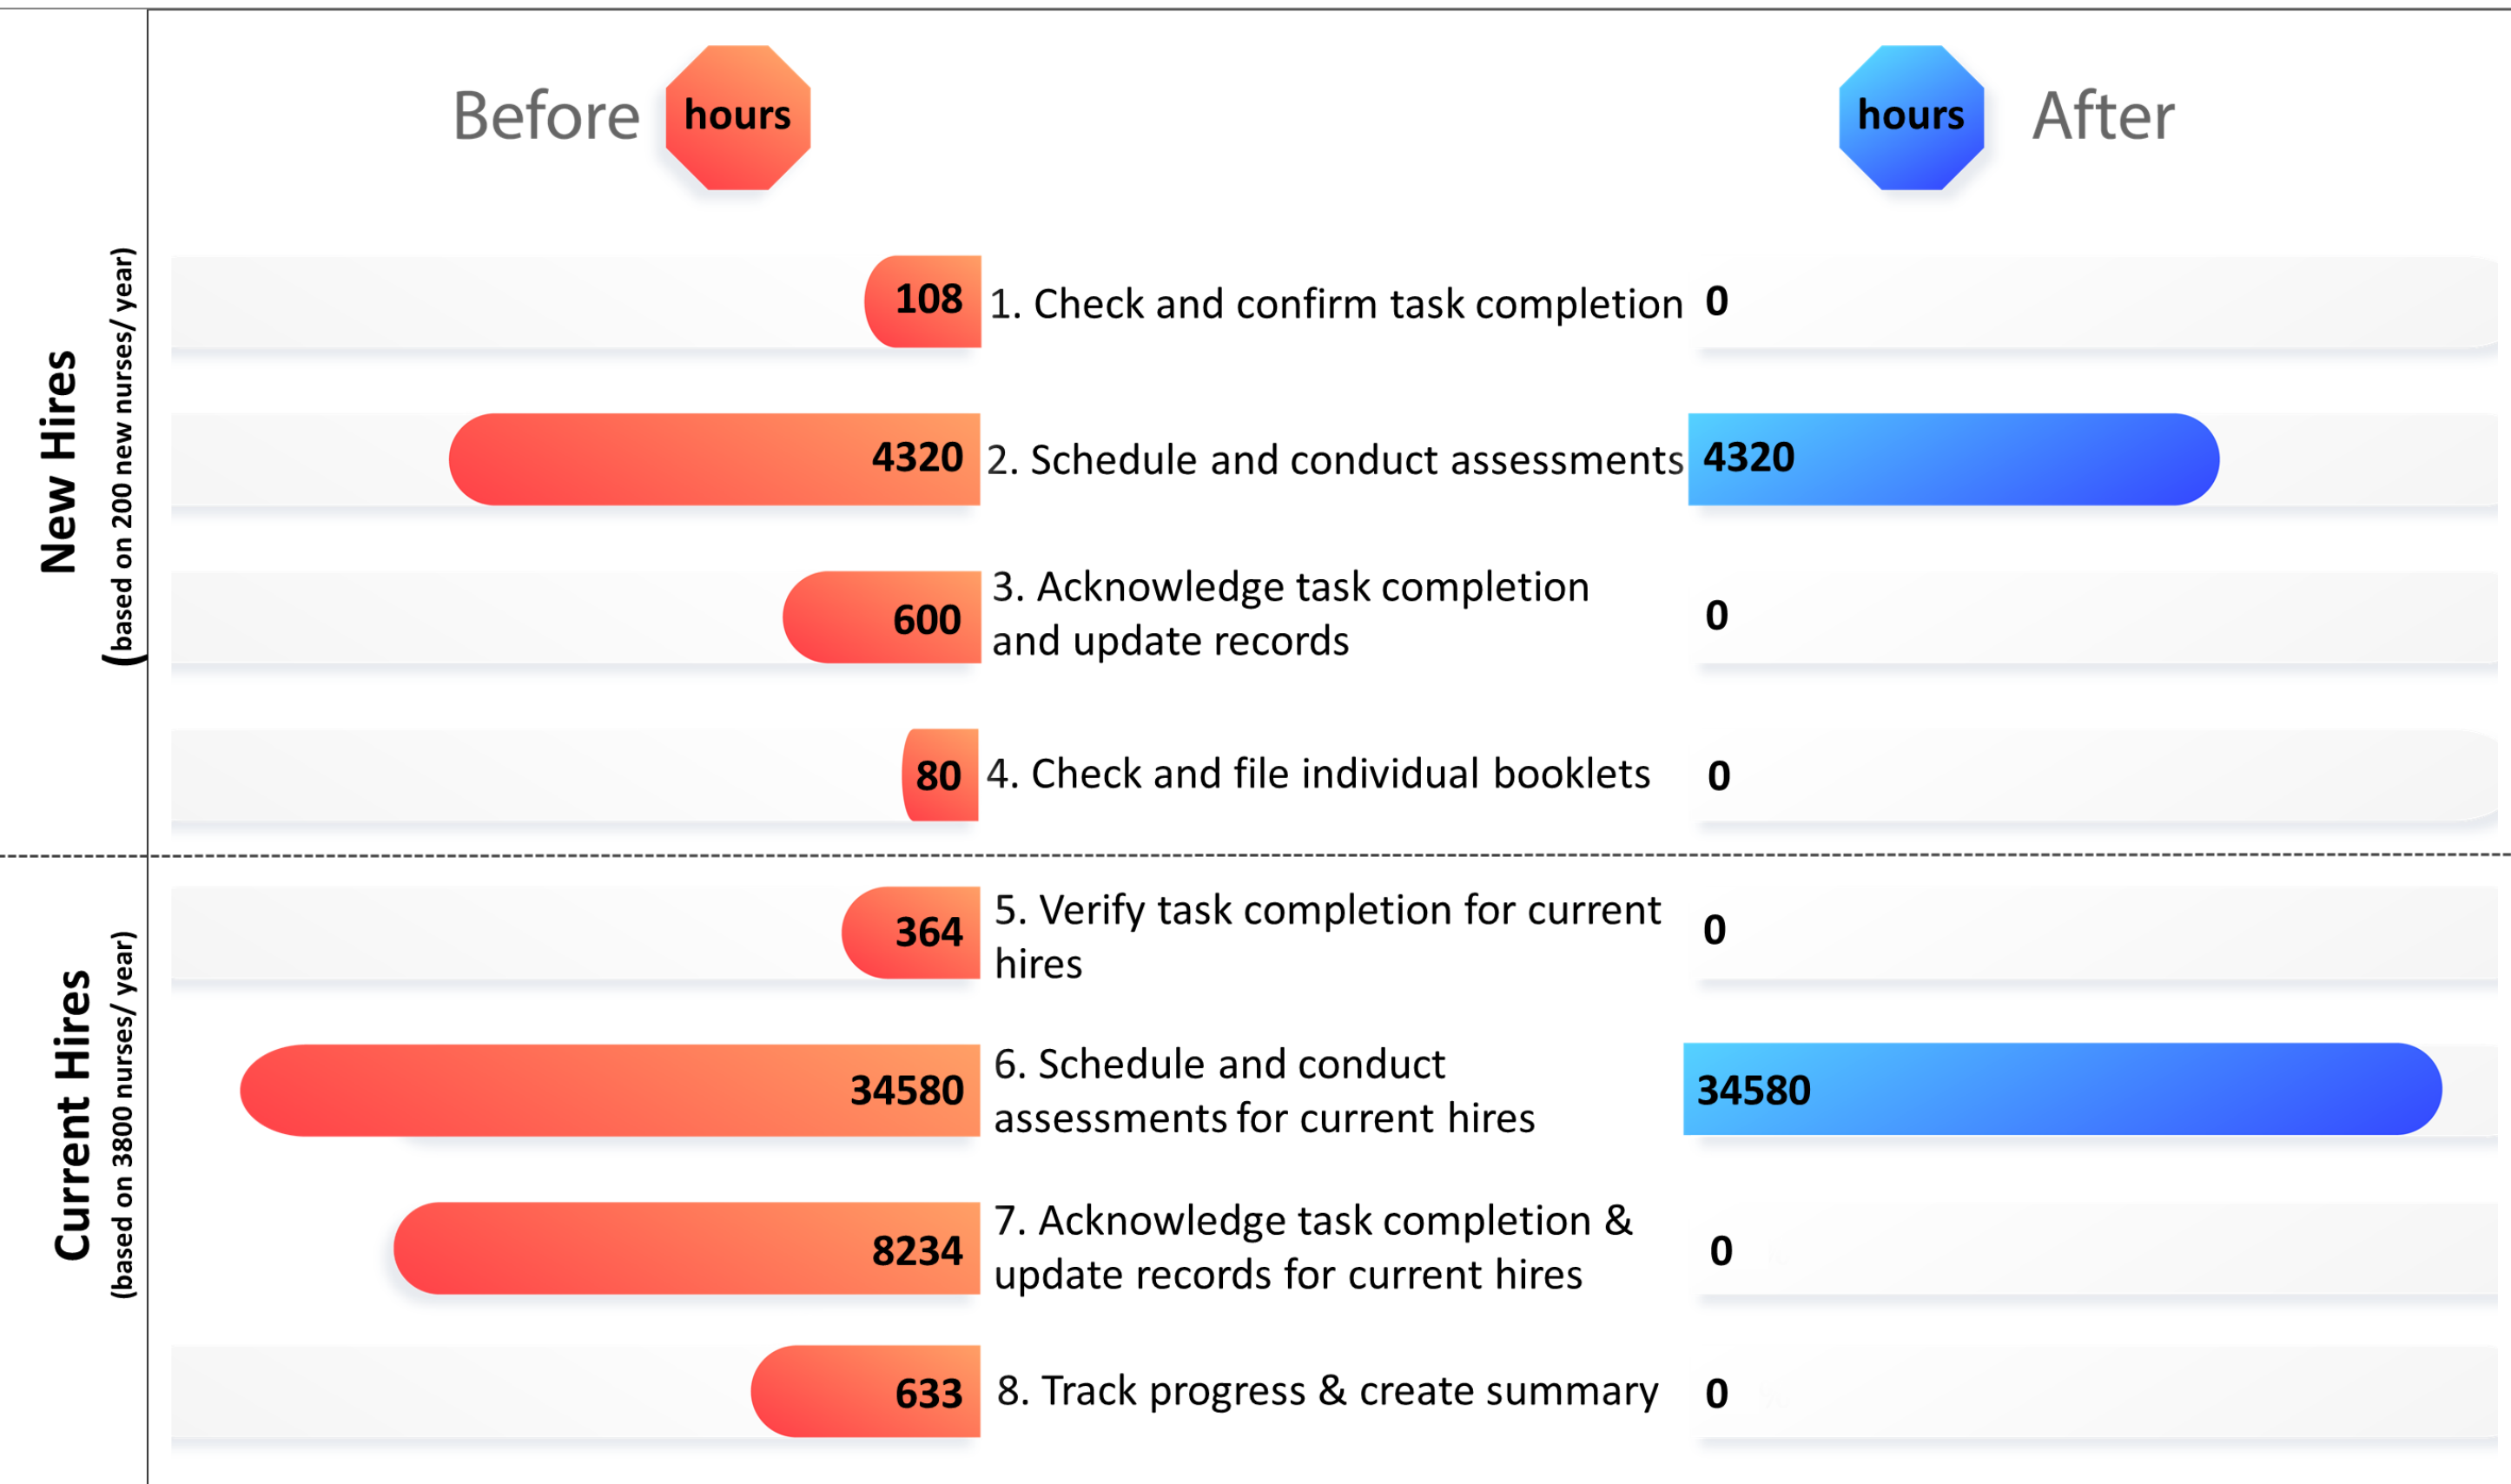 Before
hours
hours
After
New Hires
(based on 200 new nurses/ year)
108
1. Check and confirm task completion
0
4320
2. Schedule and conduct assessments
4320
600
3. Acknowledge task completion
and update records
0
80
4. Check and file individual booklets
0
Current Hires
(based on 3800 nurses/ year)
364
5. Verify task completion for current
hires
0
34580
6. Schedule and conduct
assessments for current hires
34580
8234
7. Acknowledge task completion &
update records for current hires
0
633
8. Track progress & create summary
0